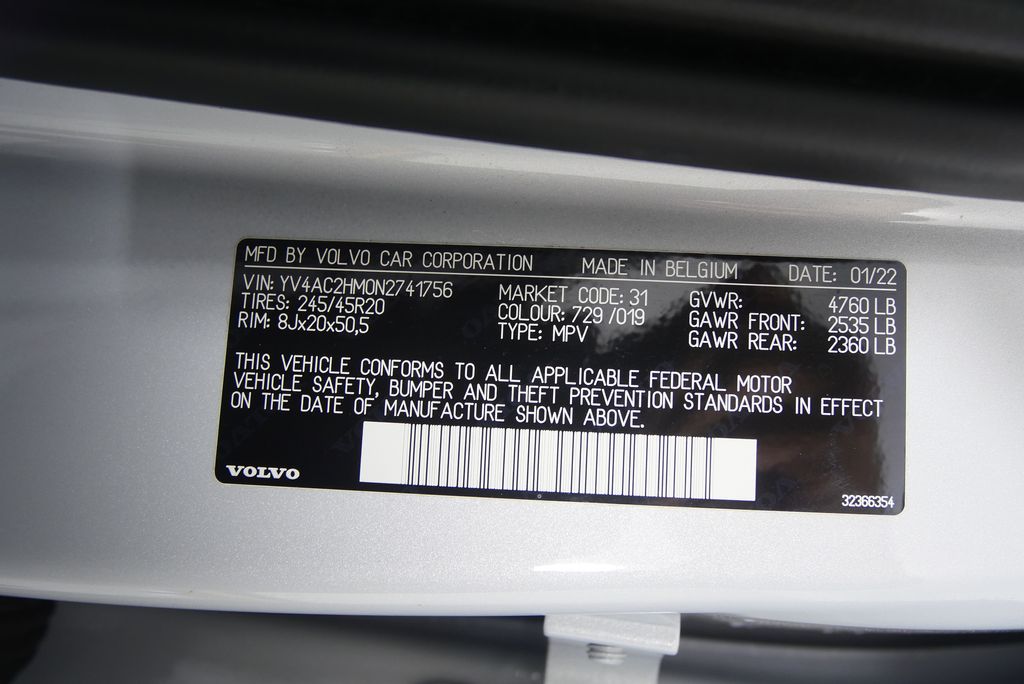 MFD BY VOLVO CAR CORPORATION MADE IN BELGIUM DATE: 01/22
VIN: YV4AC2HM0N2741756 MARKET CODE: 31 GVWR: 4760 LB
TIRES: 245/45R20 COLOUR: 729/019 GAWR FRONT: 2535 LB
RIM: 8Jx20x50,5 TYPE: MPV GAWR REAR: 2360 LB
THIS VEHICLE CONFORMS TO ALL APPLICABLE FEDERAL MOTOR
VEHICLE SAFETY, BUMPER AND THEFT PREVENTION STANDARDS IN EFFECT
ON THE DATE OF MANUFACTURE SHOWN ABOVE.
VOLVO
32366354